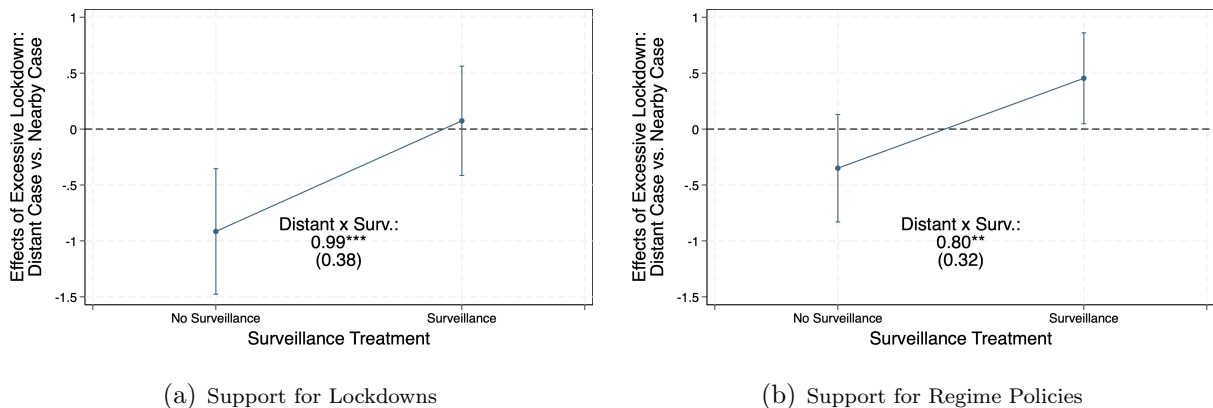 Effects of Excessive Lockdown:
Distant Case vs. Nearby Case
1
.5
0
-.5
-1
-1.5
Distant x Surv.:
0.99***
(0.38)
No Surveillance
Surveillance
Surveillance Treatment
(a) Support for Lockdowns
Effects of Excessive Lockdown:
Distant Case vs. Nearby Case
1
.5
0
-.5
-1
-1.5
Distant x Surv.:
0.80**
(0.32)
No Surveillance
Surveillance
Surveillance Treatment
(b) Support for Regime Policies